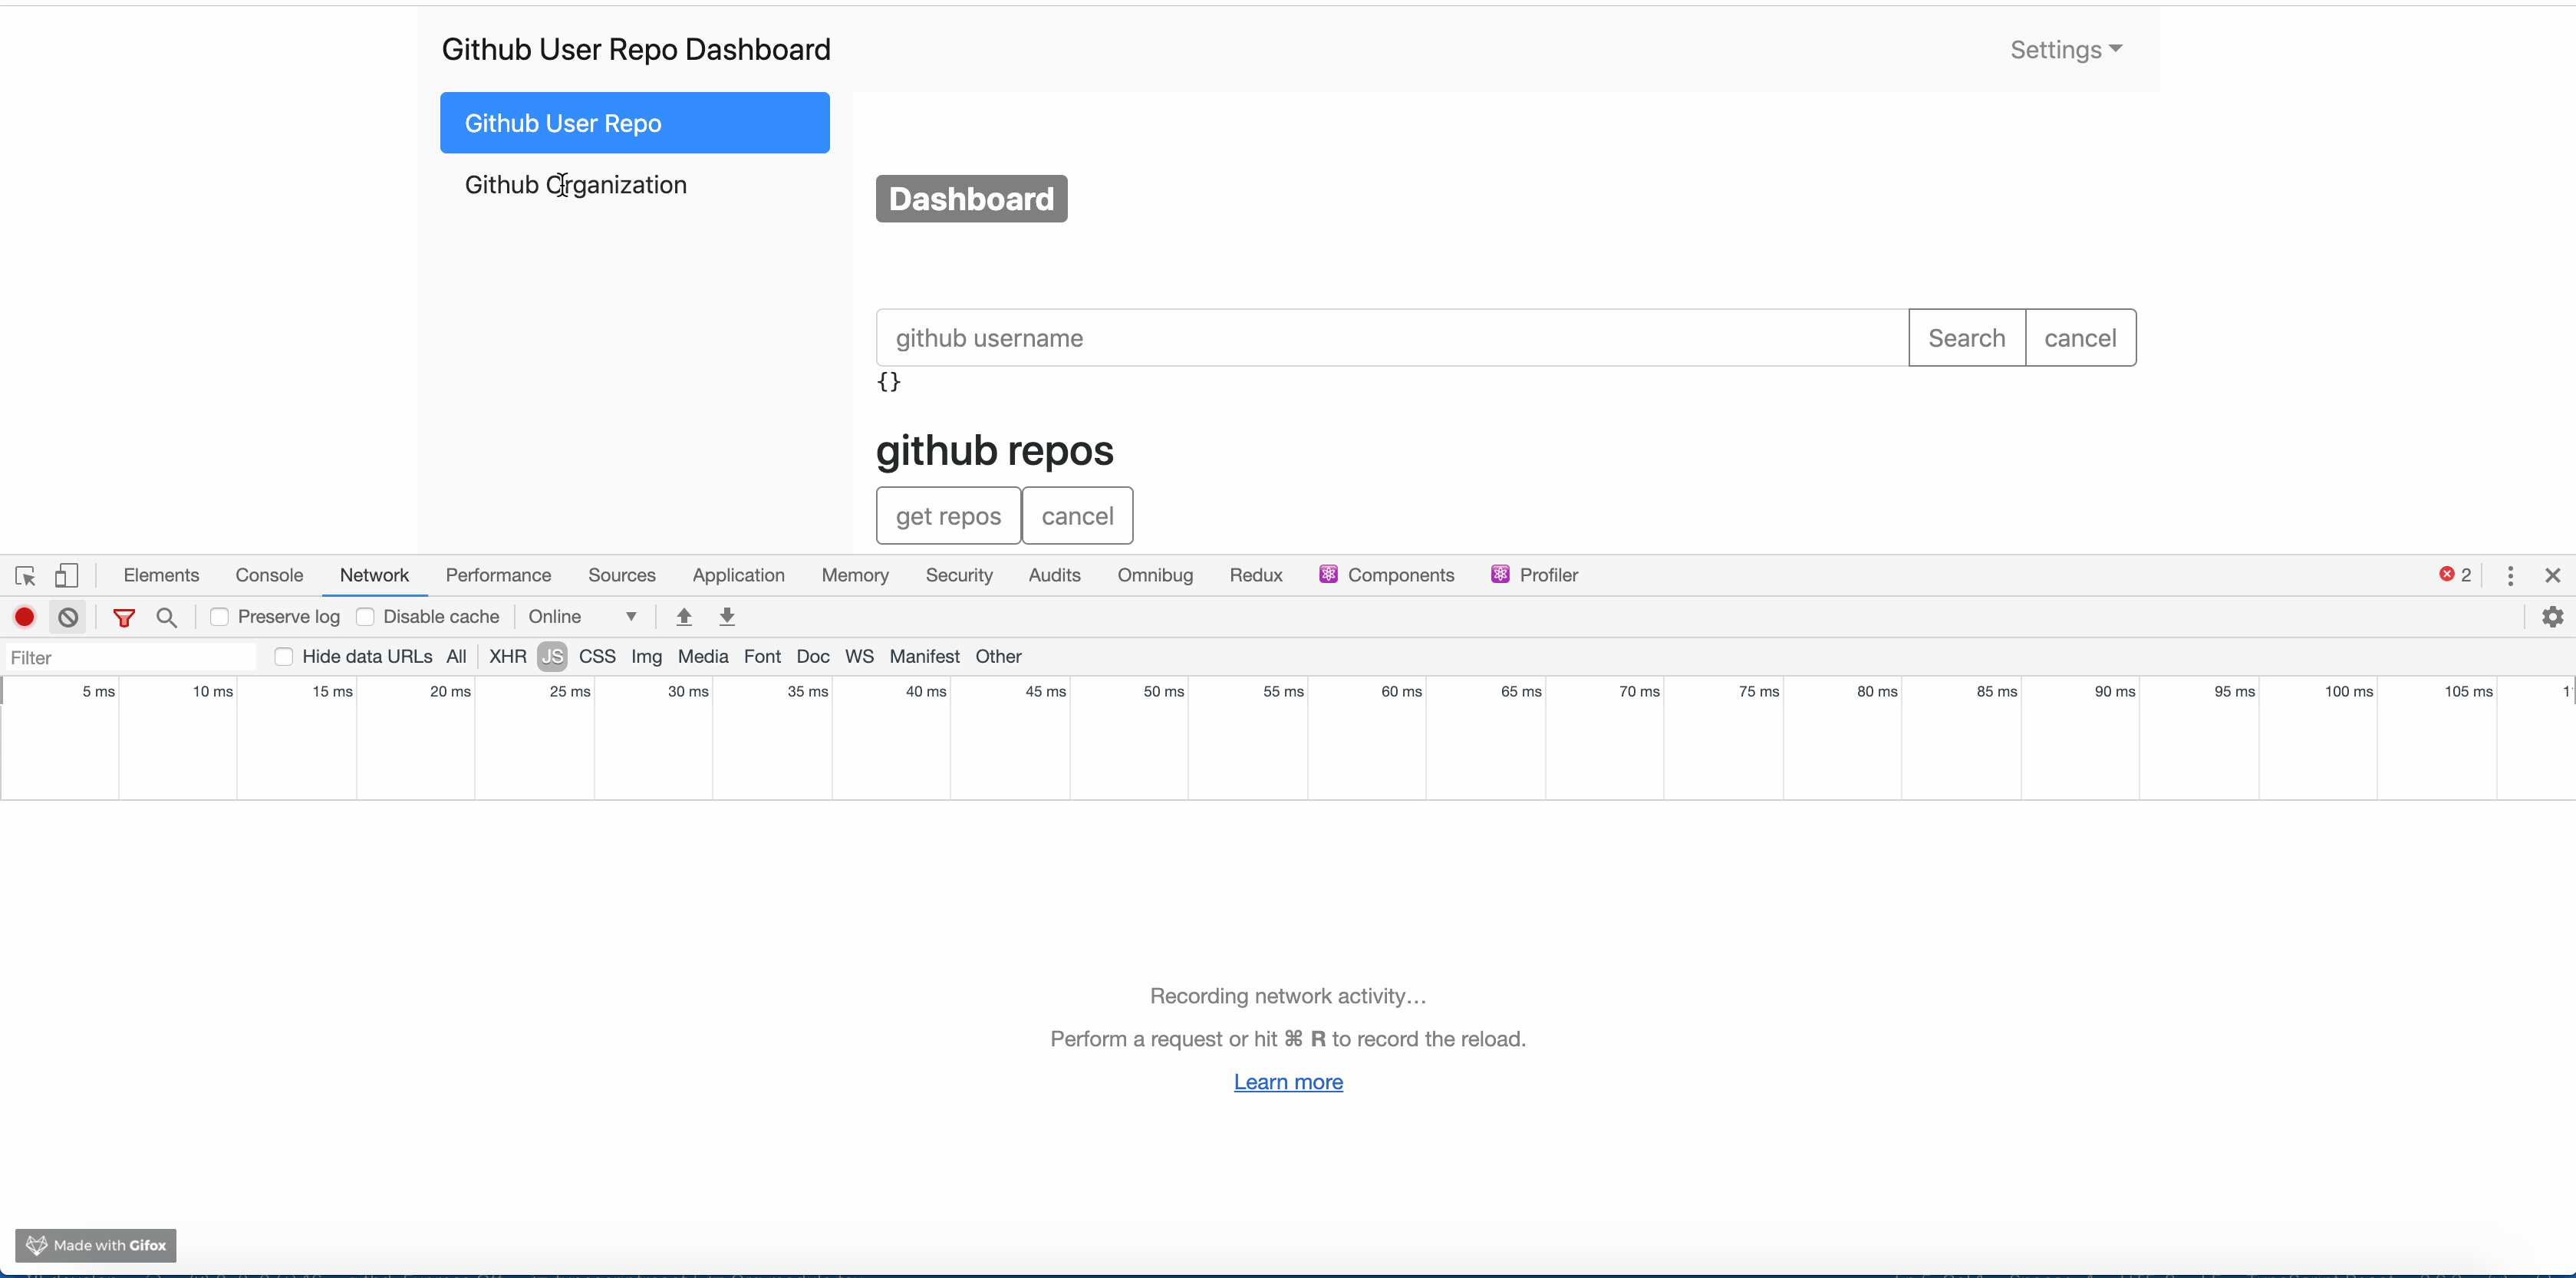 Github User Repo Dashboard
Settings
Github User Repo
Github Organization
Dashboard
github username
Search
cancel
{}
github repos
get repos
cancel
Elements Console Network Performance Sources Application Memory Security Audits Omnibug Redux Components Profiler 2
Preserve log Disable cache Online
Filter Hide data URLs All XHR JS CSS Img Media Font Doc WS Manifest Other
5 ms 10 ms 15 ms 20 ms 25 ms 30 ms 35 ms 40 ms 45 ms 50 ms 55 ms 60 ms 65 ms 70 ms 75 ms 80 ms 85 ms 90 ms 95 ms 100 ms 105 ms
Recording network activity…
Perform a request or hit ⌘ R to record the reload.
Learn more
Made with Gifox